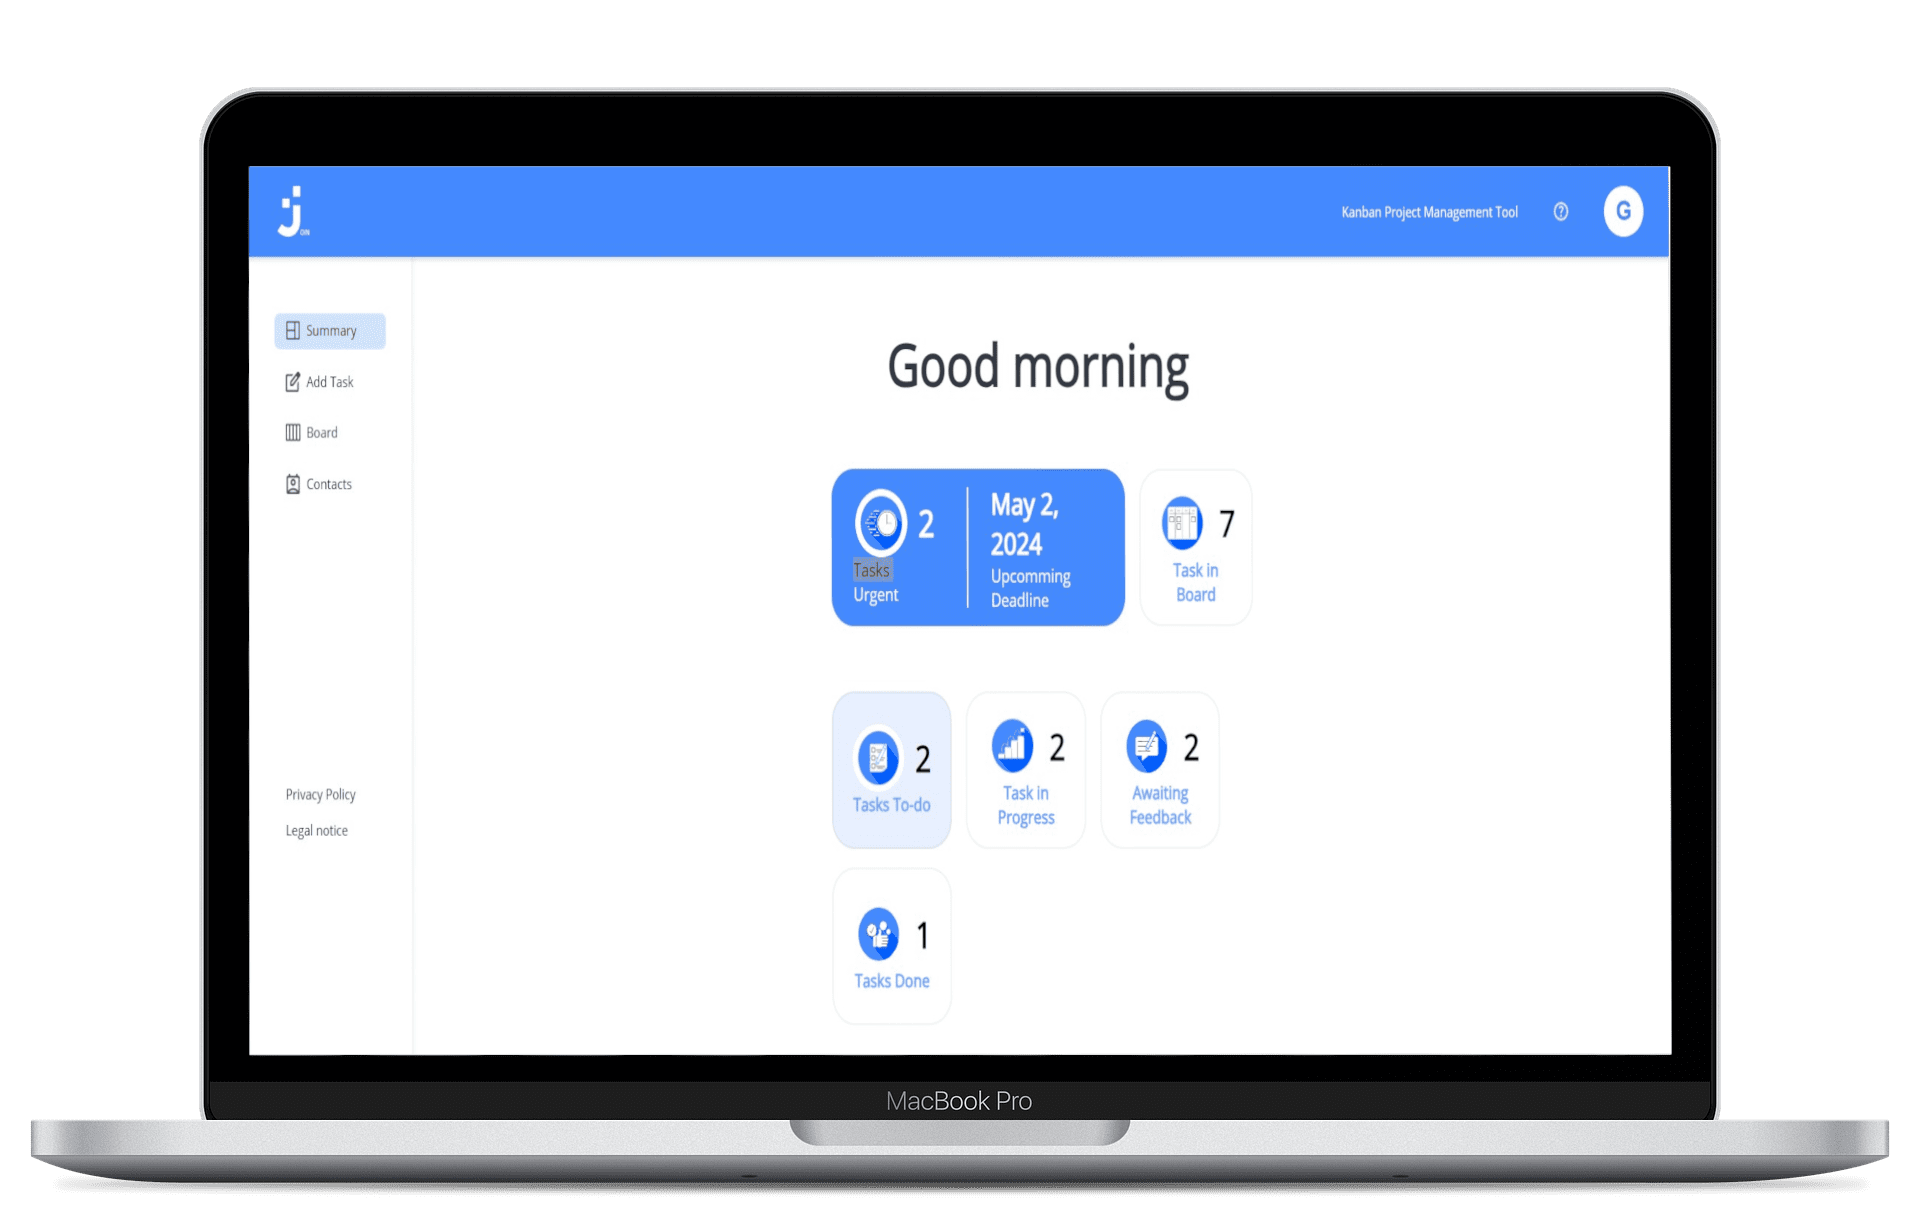 j
ON
Kanban Project Management Tool
?
G
Summary
Add Task
Board
Contacts
Privacy Policy
Legal notice
Good morning
2
Tasks
Urgent
May 2,
2024
Upcomming
Deadline
7
Task in
Board
2
Tasks To-do
2
Task in
Progress
2
Awaiting
Feedback
1
Tasks Done
MacBook Pro